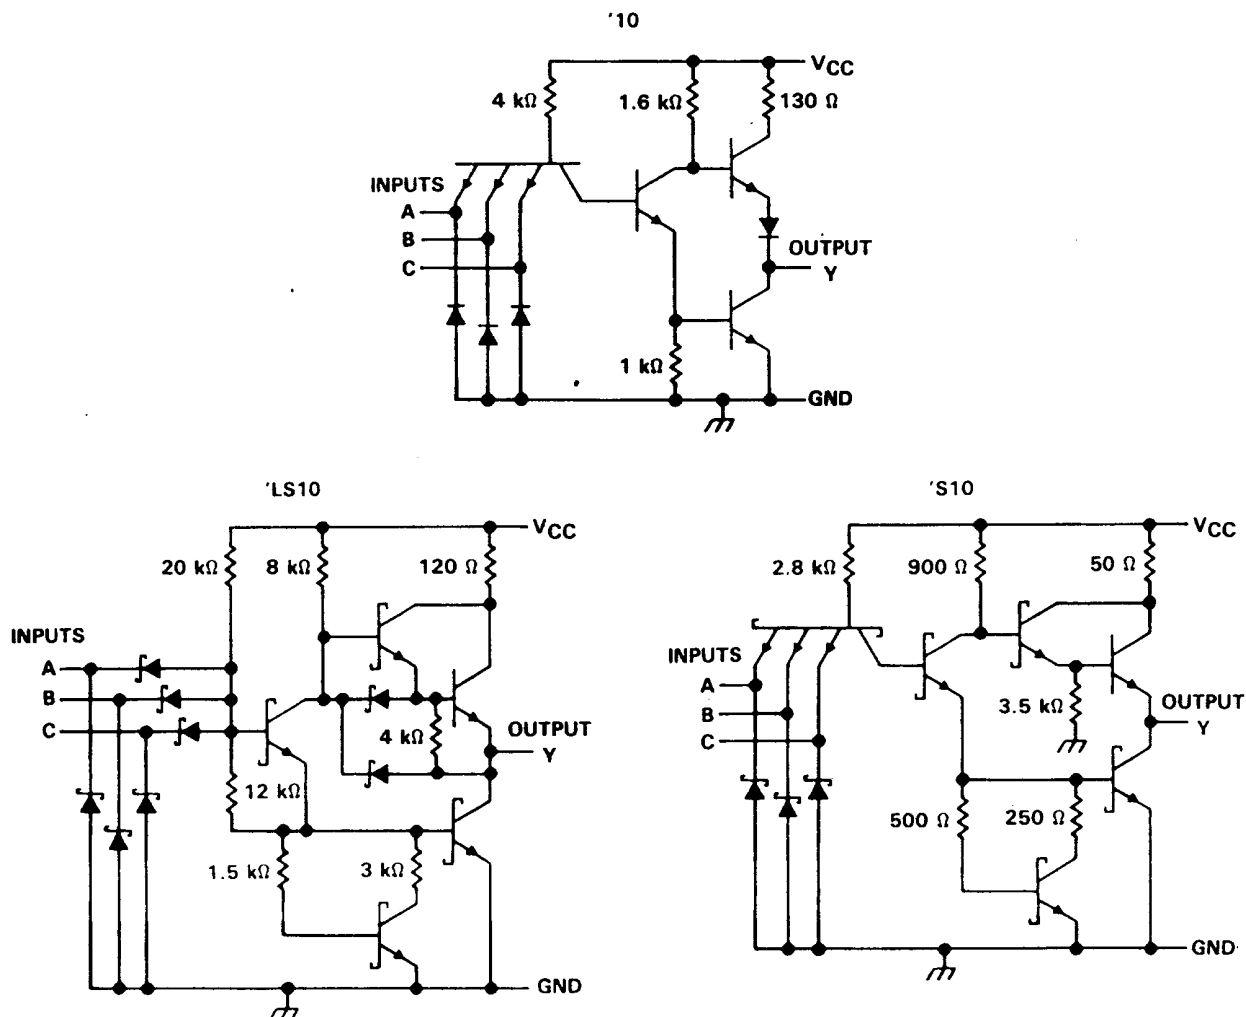 '10
VCC
4 kΩ
1.6 kΩ
130 Ω
INPUTS
A
B
C
OUTPUT
Y
1 kΩ
GND
'LS10
VCC
20 kΩ
8 kΩ
120 Ω
INPUTS
A
B
C
4 kΩ
OUTPUT
Y
12 kΩ
1.5 kΩ
3 kΩ
GND
'S10
VCC
2.8 kΩ
900 Ω
50 Ω
INPUTS
A
B
C
3.5 kΩ
OUTPUT
Y
500 Ω
250 Ω
GND